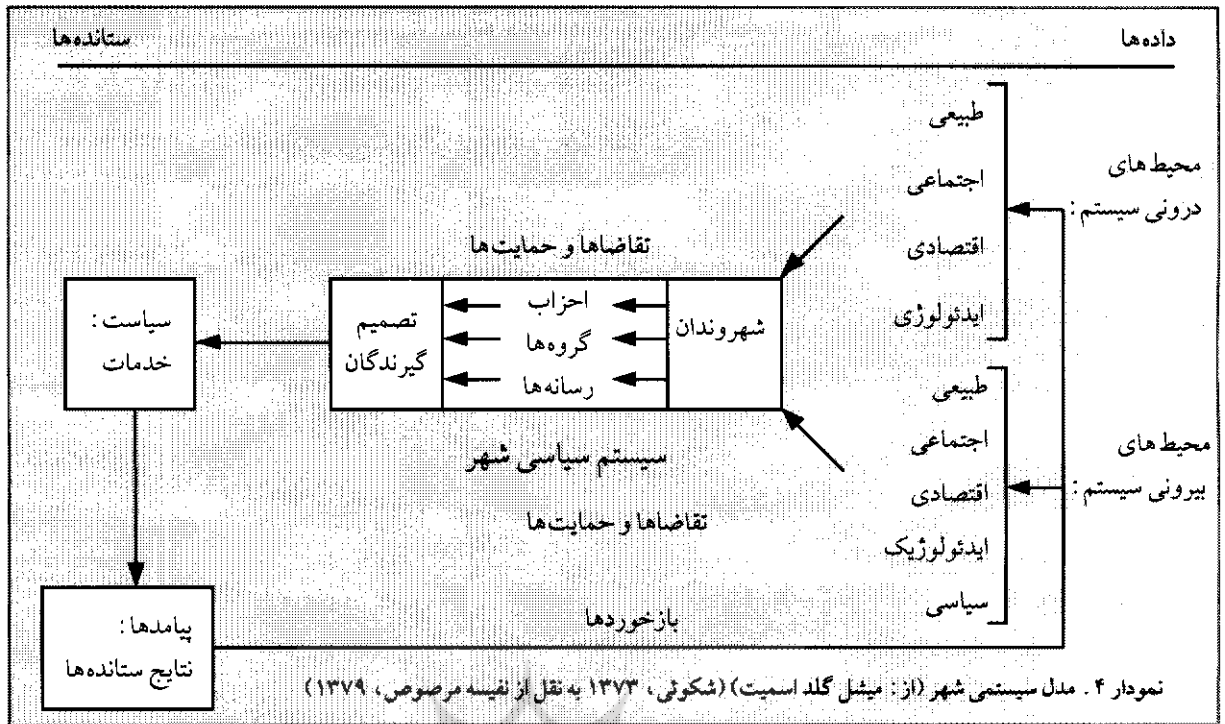 داده‌ها
ستانده‌ها
محیط‌های
درونی سیستم :
طبیعی
اجتماعی
اقتصادی
ایدئولوژی
محیط‌های
بیرونی سیستم :
طبیعی
اجتماعی
اقتصادی
ایدئولوژیک
سیاسی
تقاضاها و حمایت‌ها
شهروندان
احزاب
گروه‌ها
رسانه‌ها
تصمیم
گیرندگان
سیاست :
خدمات
سیستم سیاسی شهر
تقاضاها و حمایت‌ها
بازخوردها
پیامدها :
نتایج ستانده‌ها
نمودار ۴ . مدل سیستمی شهر (از : میشل گلد اسمیت) (شکوئی ، ۱۳۷۳ به نقل از نفیسه مرصوص ، ۱۳۷۹)